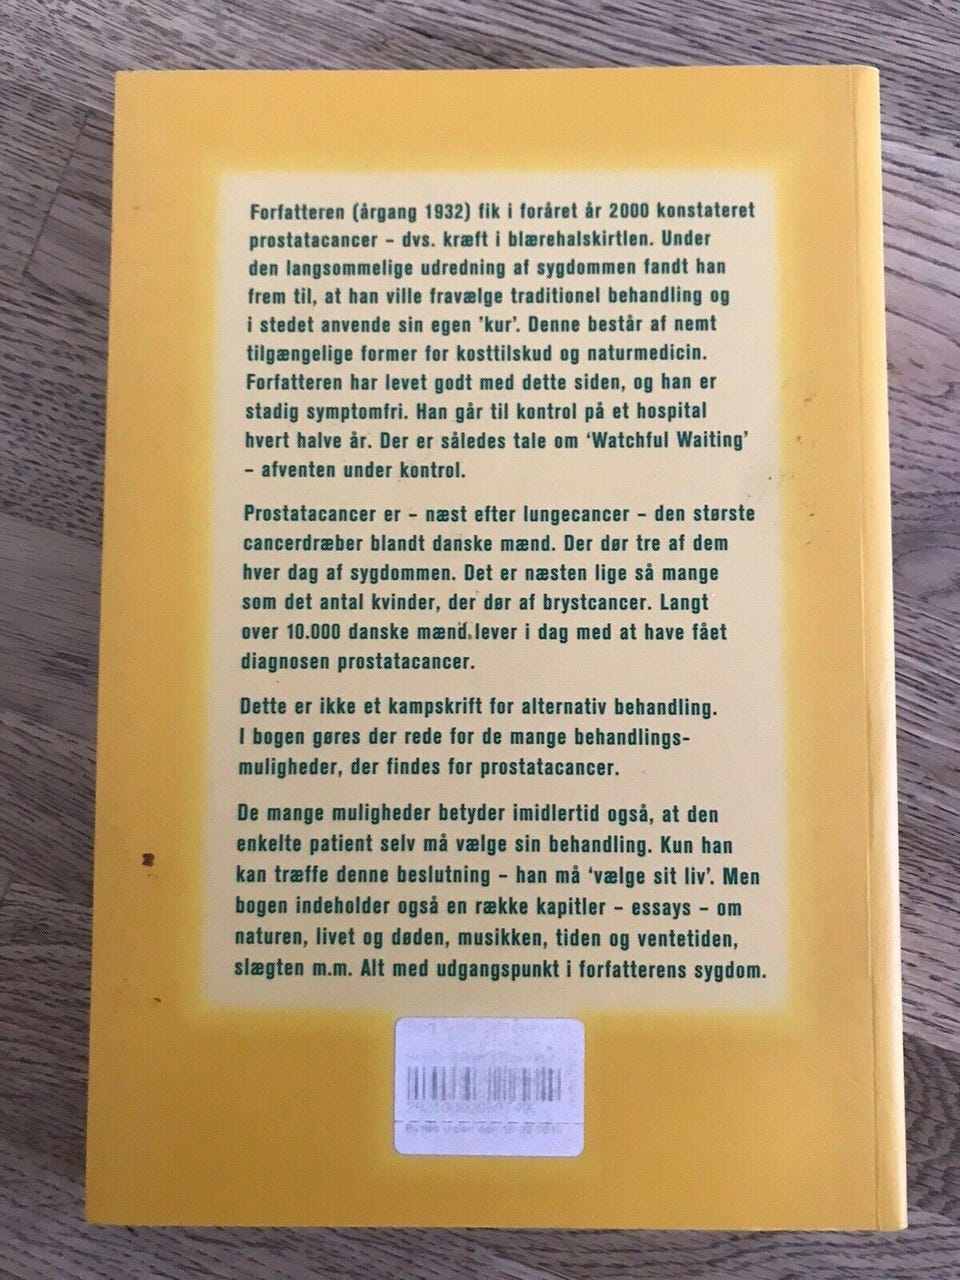 Forfatteren (årgang 1932) fik i foråret år 2000 konstateret
prostatacancer – dvs. kræft i blærehalskirtlen. Under
den langsommelige udredning af sygdommen fandt han
frem til, at han ville fravælge traditionel behandling og
i stedet anvende sin egen ’kur’. Denne består af nemt
tilgængelige former for kosttilskud og naturmedicin.
Forfatteren har levet godt med dette siden, og han er
stadig symptomfri. Han går til kontrol på et hospital
hvert halve år. Der er således tale om ‘Watchful Waiting’
– afventen under kontrol.
Prostatacancer er – næst efter lungecancer – den største
cancerdræber blandt danske mænd. Der dør tre af dem
hver dag af sygdommen. Det er næsten lige så mange
som det antal kvinder, der dør af brystcancer. Langt
over 10.000 danske mænd lever i dag med at have fået
diagnosen prostatacancer.
Dette er ikke et kampskrift for alternativ behandling.
I bogen gøres der rede for de mange behandlings-
muligheder, der findes for prostatacancer.
De mange muligheder betyder imidlertid også, at den
enkelte patient selv må vælge sin behandling. Kun han
kan træffe denne beslutning – han må ‘vælge sit liv’. Men
bogen indeholder også en række kapitler – essays – om
naturen, livet og døden, musikken, tiden og ventetiden,
slægten m.m. Alt med udgangspunkt i forfatterens sygdom.